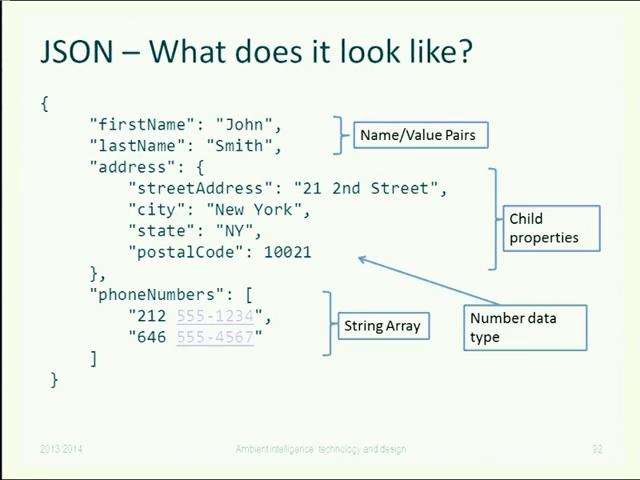 JSON – What does it look like?
{
"firstName": "John",
"lastName": "Smith",
Name/Value Pairs
"address": {
"streetAddress": "21 2nd Street",
"city": "New York",
"state": "NY",
"postalCode": 10021
Child
properties
},
"phoneNumbers": [
"212 555-1234",
"646 555-4567"
String Array
Number data
type
]
}
2013/2014
Ambient intelligence: technology and design
92